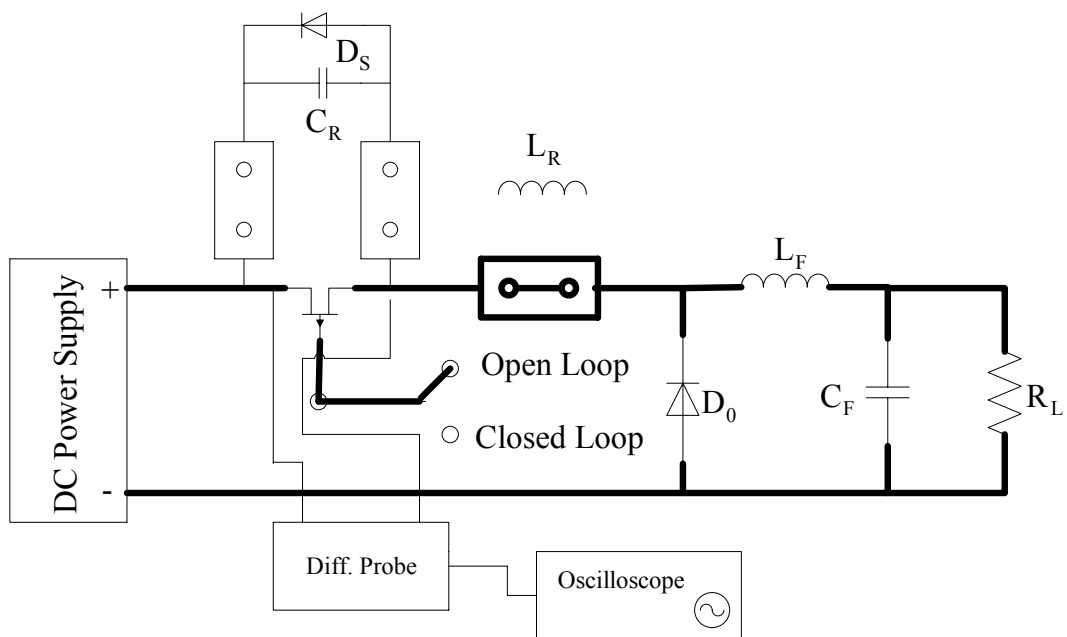 D_S
C_R
L_R
L_F
DC Power Supply
+
-
Open Loop
Closed Loop
D_0
C_F
R_L
Diff. Probe
Oscilloscope